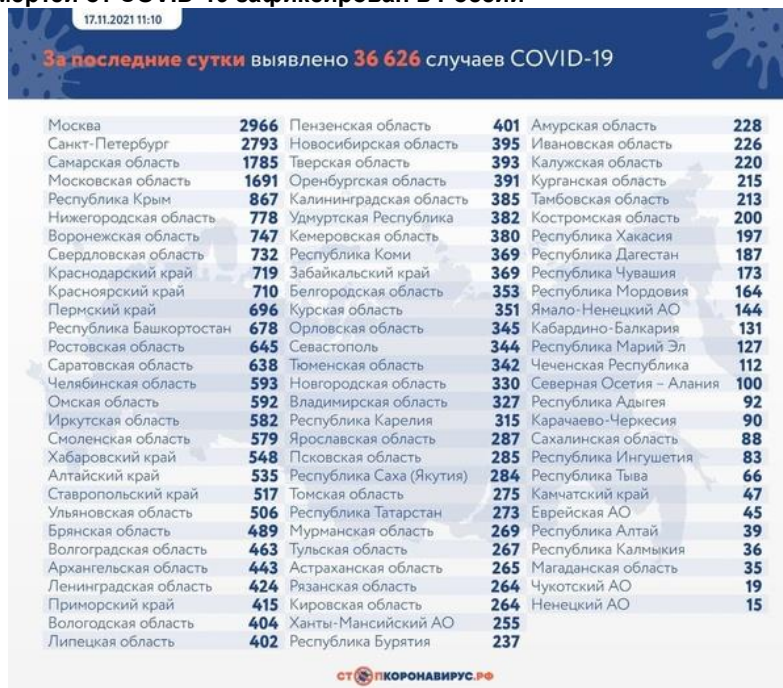 17.11.2021 11:10
За последние сутки выявлено 36 626 случаев COVID-19
Москва 2966
Санкт-Петербург 2793
Самарская область 1785
Московская область 1691
Республика Крым 867
Нижегородская область 778
Воронежская область 747
Свердловская область 732
Краснодарский край 719
Красноярский край 710
Пермский край 696
Республика Башкортостан 678
Ростовская область 645
Саратовская область 638
Челябинская область 593
Омская область 592
Иркутская область 582
Смоленская область 579
Хабаровский край 548
Алтайский край 535
Ставропольский край 517
Ульяновская область 506
Брянская область 489
Волгоградская область 463
Архангельская область 443
Ленинградская область 424
Приморский край 415
Вологодская область 404
Липецкая область 402
Пензенская область 401
Новосибирская область 395
Тверская область 393
Оренбургская область 391
Калининградская область 385
Удмуртская Республика 382
Кемеровская область 380
Республика Коми 369
Забайкальский край 369
Белгородская область 353
Курская область 351
Орловская область 345
Севастополь 344
Тюменская область 342
Новгородская область 330
Владимирская область 327
Республика Карелия 315
Ярославская область 287
Псковская область 285
Республика Саха (Якутия) 284
Томская область 275
Республика Татарстан 273
Мурманская область 269
Тульская область 267
Астраханская область 265
Рязанская область 264
Кировская область 264
Ханты-Мансийский АО 255
Республика Бурятия 237
Амурская область 228
Ивановская область 226
Калужская область 220
Курганская область 215
Тамбовская область 213
Костромская область 200
Республика Хакасия 197
Республика Дагестан 187
Республика Чувашия 173
Республика Мордовия 164
Ямало-Ненецкий АО 144
Кабардино-Балкария 131
Республика Марий Эл 127
Чеченская Республика 112
Северная Осетия – Алания 100
Республика Адыгея 92
Карачаево-Черкесия 90
Сахалинская область 88
Республика Ингушетия 83
Республика Тыва 66
Камчатский край 47
Еврейская АО 45
Республика Алтай 39
Республика Калмыкия 36
Магаданская область 35
Чукотский АО 19
Ненецкий АО 15
СТОПКОРОНАВИРУС.РФ